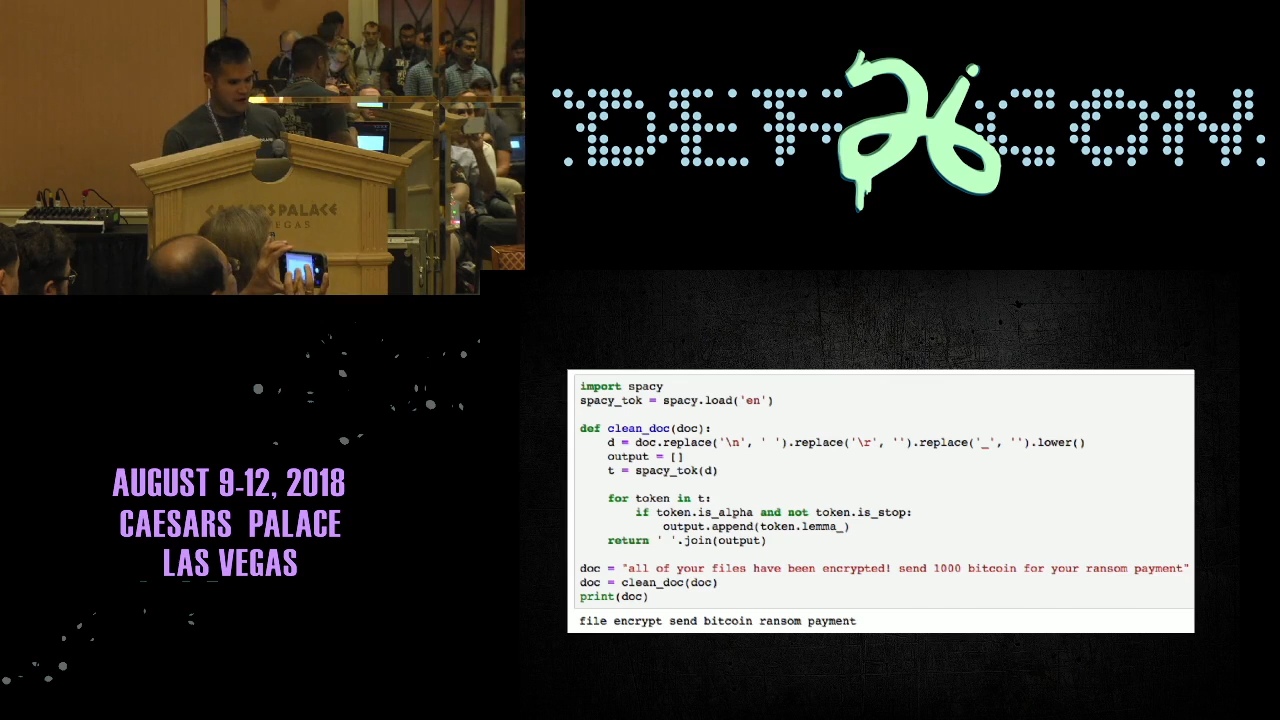 DEF 26 CON
CAESARS PALACE
AUGUST 9-12, 2018
CAESARS PALACE
LAS VEGAS
import spacy
spacy_tok = spacy.load('en')
def clean_doc(doc):
    d = doc.replace('\n', ' ').replace('\r', '').replace('_', '').lower()
    output = []
    t = spacy_tok(d)
    for token in t:
        if token.is_alpha and not token.is_stop:
            output.append(token.lemma_)
    return ' '.join(output)
doc = "all of your files have been encrypted! send 1000 bitcoin for your ransom payment"
doc = clean_doc(doc)
print(doc)
file encrypt send bitcoin ransom payment